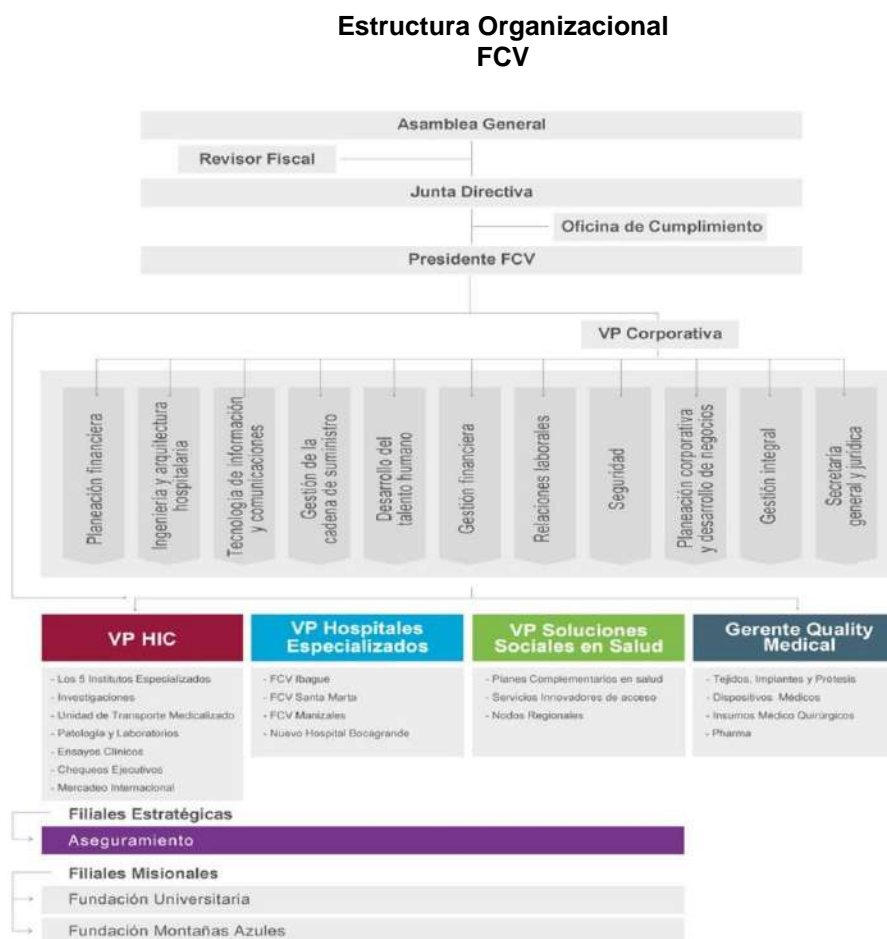 Estructura Organizacional
FCV
Asamblea General
Revisor Fiscal
Junta Directiva
Oficina de Cumplimiento
Presidente FCV
VP Corporativa
Planeación financiera
Ingeniería y arquitectura
hospitalaria
Tecnología de información
y comunicaciones
Gestión de la
cadena de suministro
Desarrollo del
talento humano
Gestión financiera
Relaciones laborales
Seguridad
Planeación corporativa
y desarrollo de negocios
Gestión integral
Secretaría
general y jurídica
VP HIC
- Los 5 Institutos Especializados
- Investigaciones
- Unidad de Transporte Medicalizado
- Patología y Laboratorios
- Ensayos Clínicos
- Chequeos Ejecutivos
- Mercadeo Internacional
VP Hospitales
Especializados
- FCV Ibague
- FCV Santa Marta
- FCV Manizales
- Nuevo Hospital Bocagrande
VP Soluciones
Sociales en Salud
- Planes Complementarios en salud
- Servicios Innovadores de acceso
- Nodos Regionales
Gerente Quality
Medical
- Tejidos, Implantes y Prótesis
- Dispositivos Médicos
- Insumos Médico Quirúrgicos
- Pharma
Filiales Estratégicas
Aseguramiento
Filiales Misionales
Fundación Universitaria
Fundación Montañas Azules